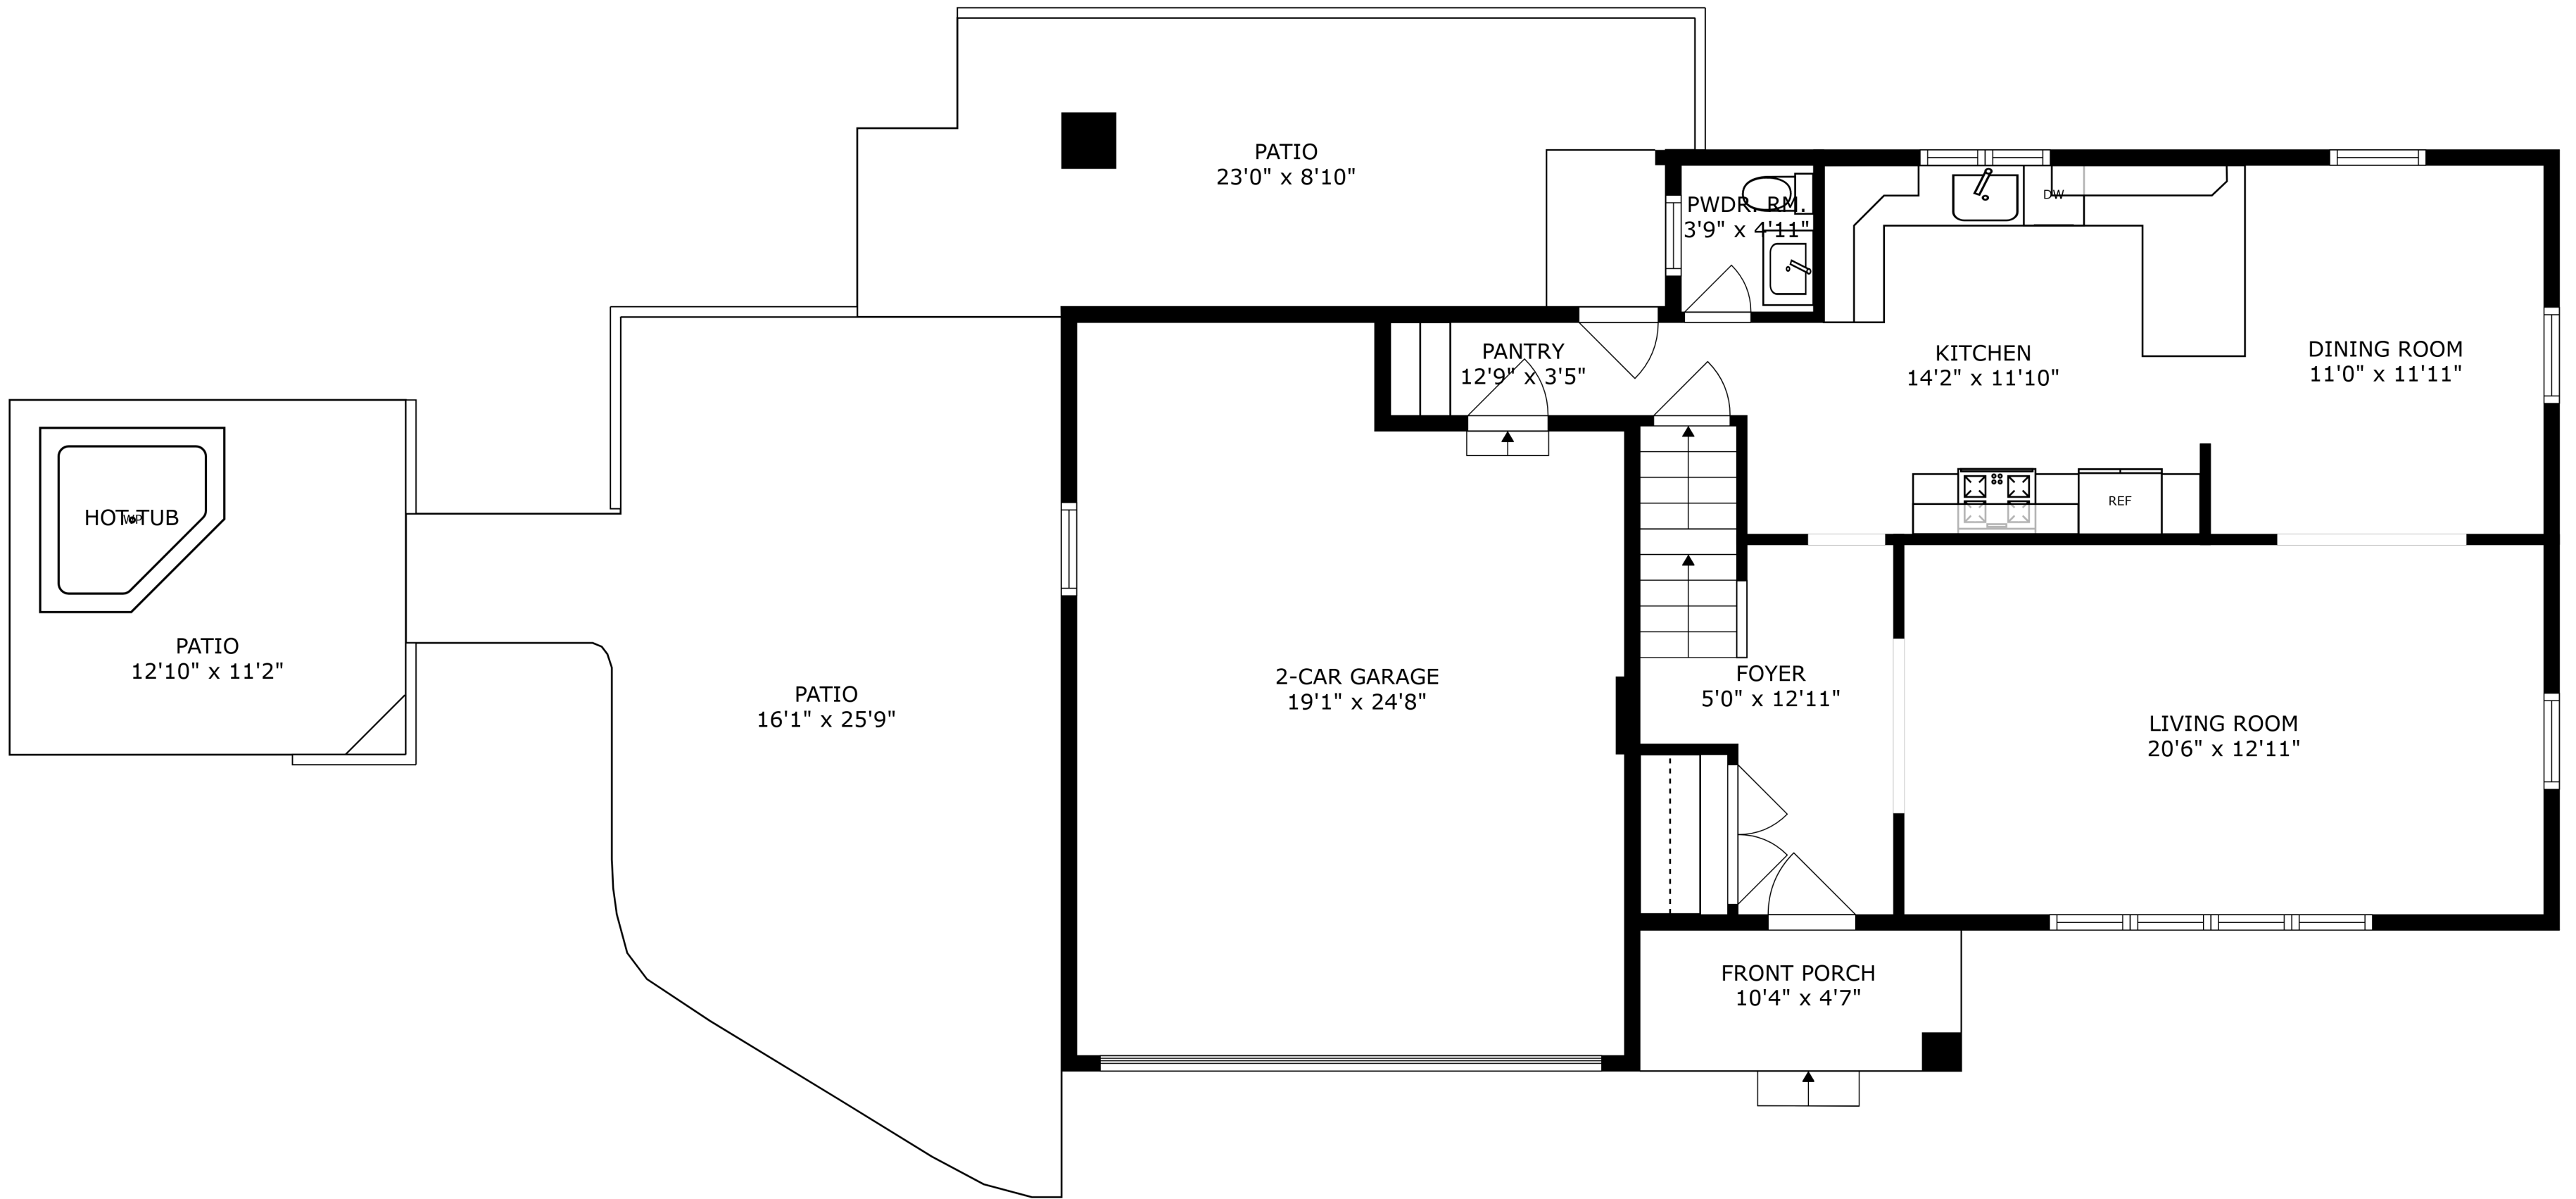 PATIO
23'0" x 8'10"
PWDR. RM.
3'9" x 4'11"
DW
PANTRY
12'9" x 3'5"
KITCHEN
14'2" x 11'10"
DINING ROOM
11'0" x 11'11"
REF
HOT TUB
WP
PATIO
12'10" x 11'2"
PATIO
16'1" x 25'9"
2-CAR GARAGE
19'1" x 24'8"
FOYER
5'0" x 12'11"
LIVING ROOM
20'6" x 12'11"
FRONT PORCH
10'4" x 4'7"